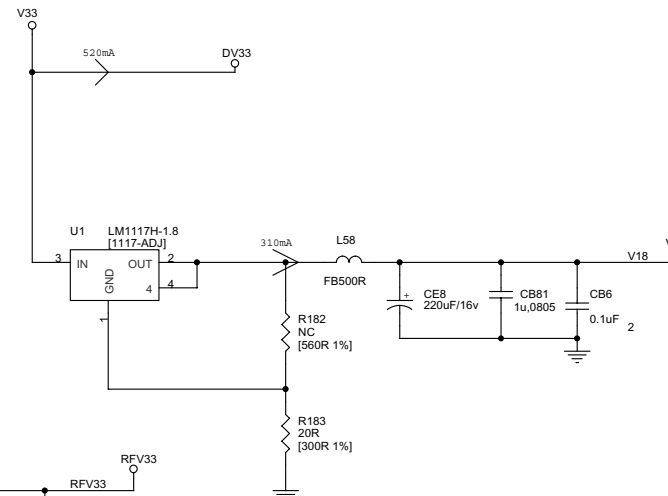 V33
520mA
DV33
U1
LM1117H-1.8
[1117-ADJ]
3
IN
OUT
2
GND
4
4
1
310mA
L58
FB500R
V18
CE8
220uF/16v
CB81
1u,0805
CB6
0.1uF
2
R182
NC
[560R 1%]
R183
20R
[300R 1%]
RFV33
RFV33